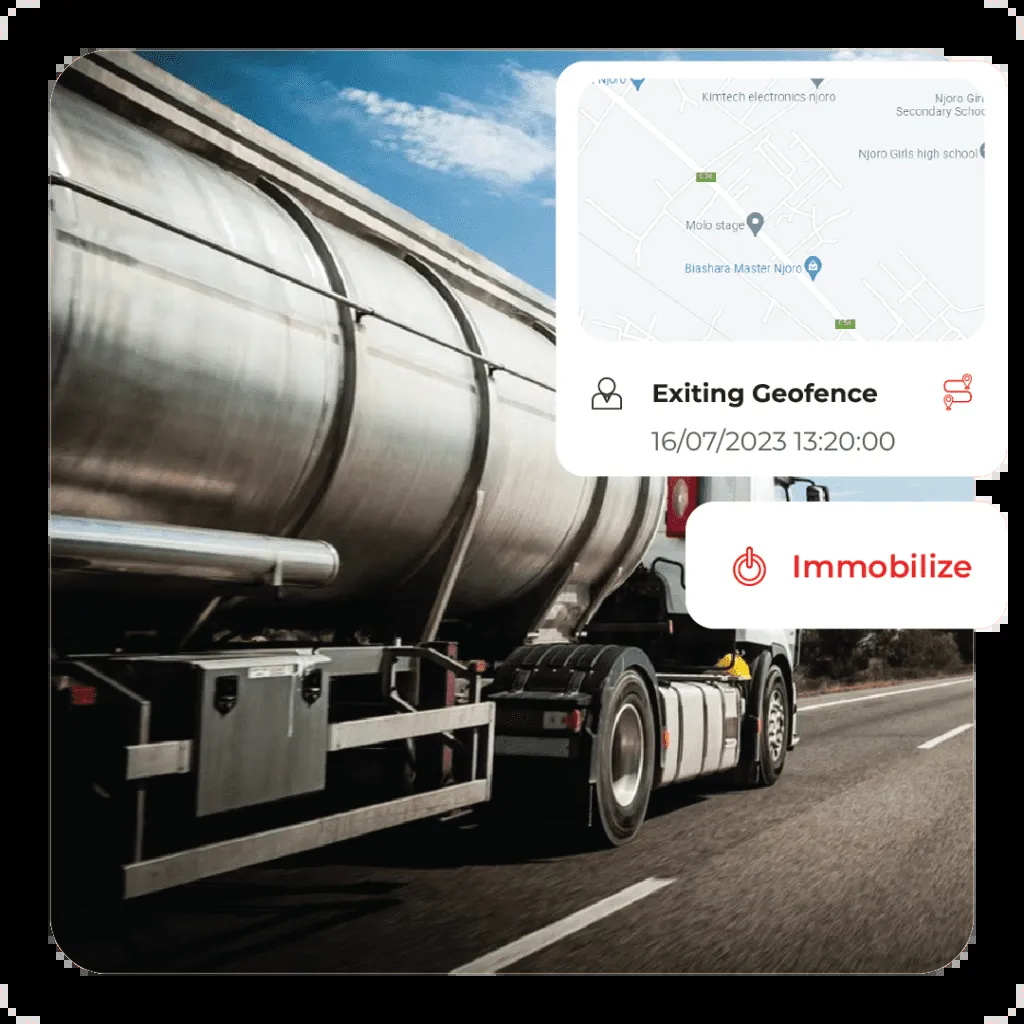 Njoro
Kimtech electronics njoro
Njoro Girl
Secondary Schoo
Njoro Girls high school
C56
Molo stage
Biashara Master Njoro
C56
Exiting Geofence
16/07/2023 13:20:00
Immobilize